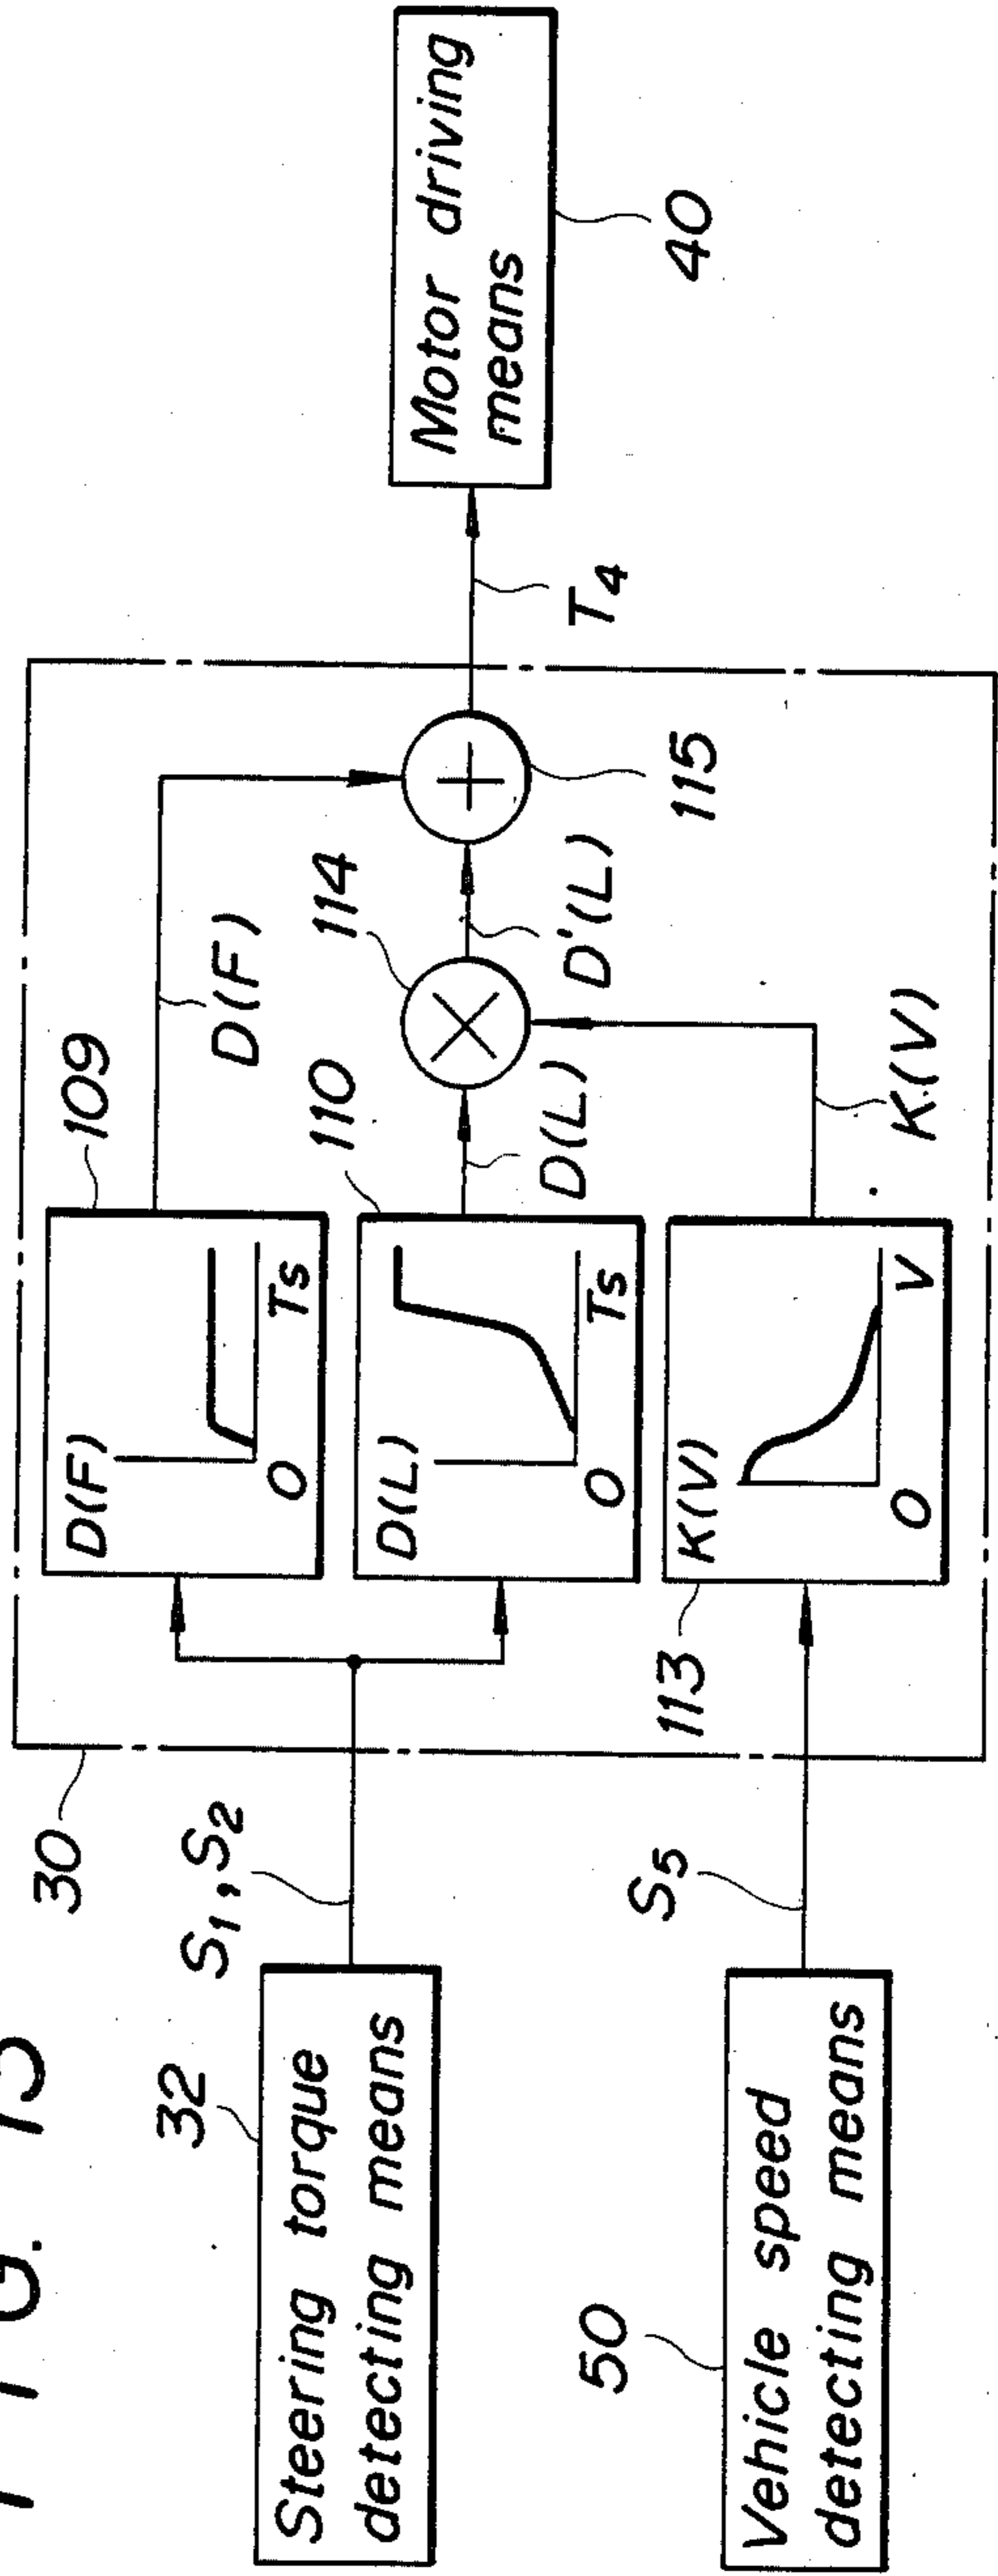 32
Steering torque
detecting means
S1, S2
30
109
D(F)
O
Ts
D(F)
110
D(L)
O
Ts
D(L)
114
D'(L)
115
T4
Motor driving
means
40
50
Vehicle speed
detecting means
S5
113
K(V)
O
V
K(V)